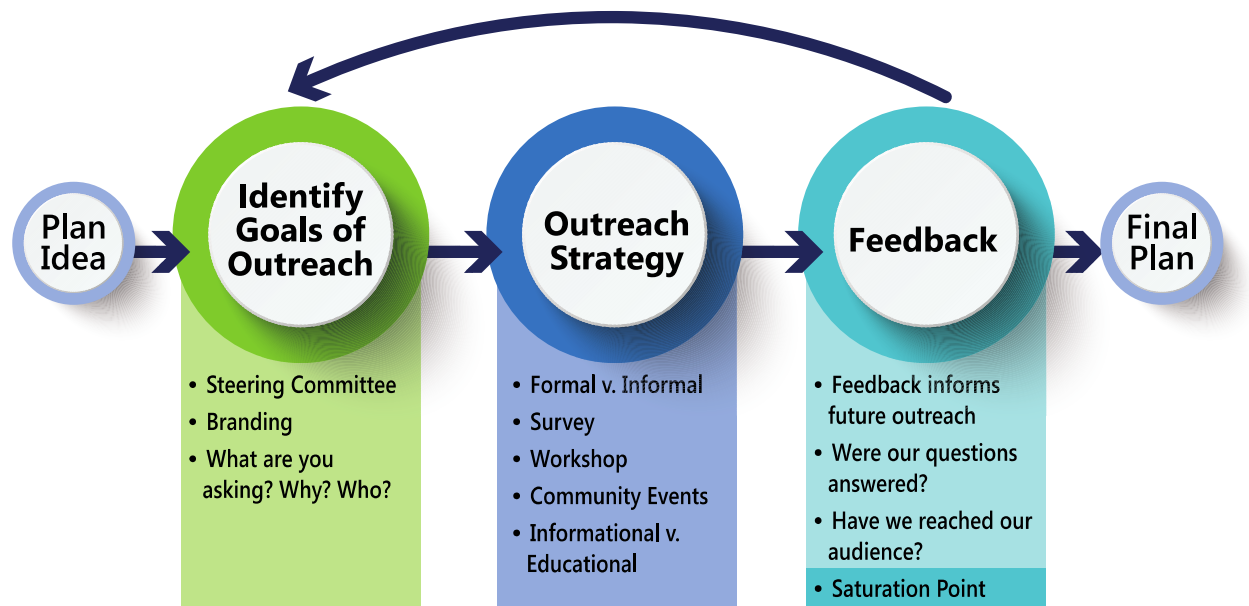 Plan
Idea
Identify
Goals of
Outreach
• Steering Committee
• Branding
• What are you
asking? Why? Who?
Outreach
Strategy
• Formal v. Informal
• Survey
• Workshop
• Community Events
• Informational v.
Educational
Feedback
• Feedback informs
future outreach
• Were our questions
answered?
• Have we reached our
audience?
• Saturation Point
Final
Plan